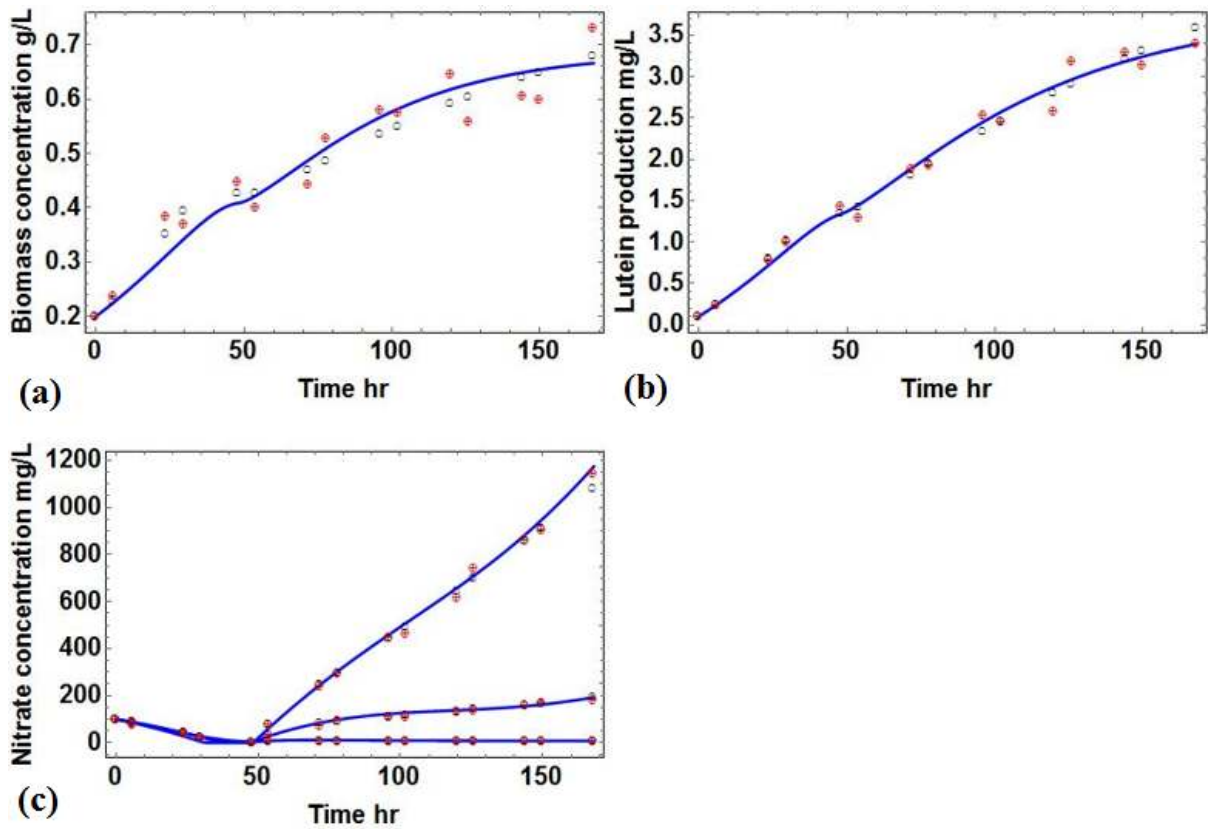 Biomass concentration g/L
0.7
0.6
0.5
0.4
0.3
0.2
0 50 100 150
Time hr
(a)
Lutein production mg/L
3.5
3.0
2.5
2.0
1.5
1.0
0.5
0.0
0 50 100 150
Time hr
(b)
Nitrate concentration mg/L
1200
1000
800
600
400
200
0
0 50 100 150
Time hr
(c)